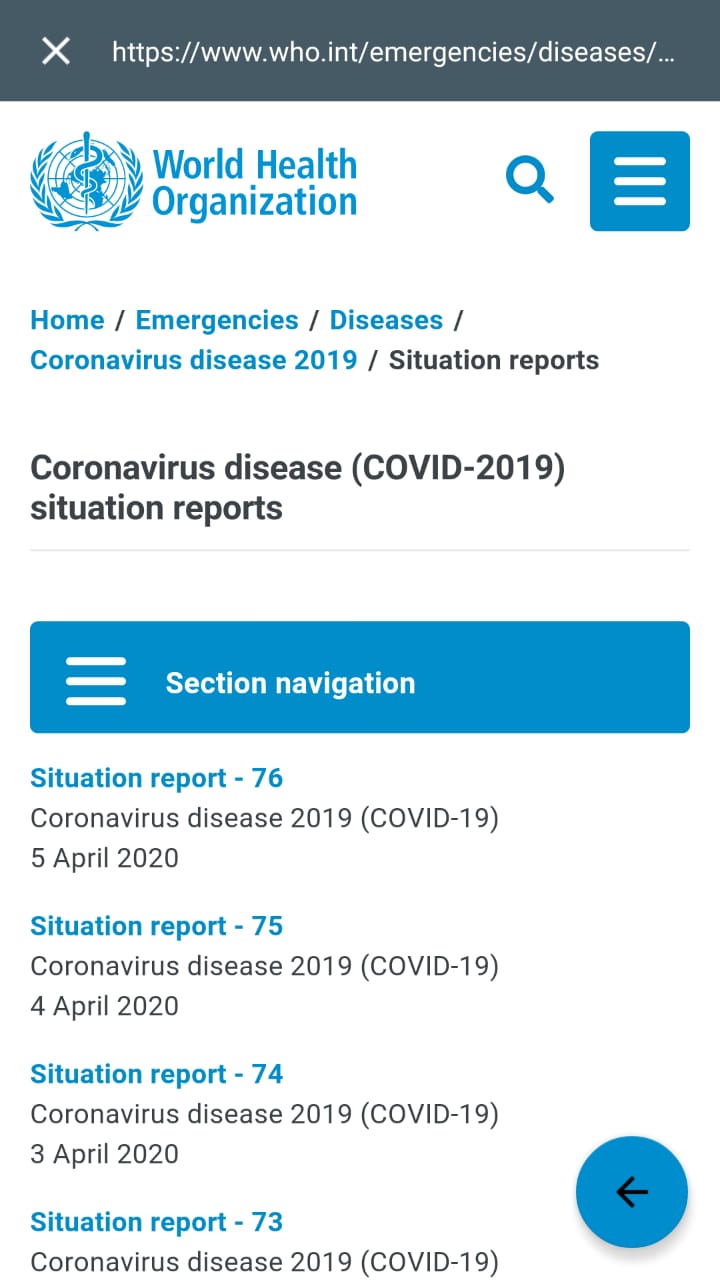 https://www.who.int/emergencies/diseases/...
World Health
Organization
Home / Emergencies / Diseases /
Coronavirus disease 2019 / Situation reports
Coronavirus disease (COVID-2019)
situation reports
Section navigation
Situation report - 76
Coronavirus disease 2019 (COVID-19)
5 April 2020
Situation report - 75
Coronavirus disease 2019 (COVID-19)
4 April 2020
Situation report - 74
Coronavirus disease 2019 (COVID-19)
3 April 2020
Situation report - 73
Coronavirus disease 2019 (COVID-19)